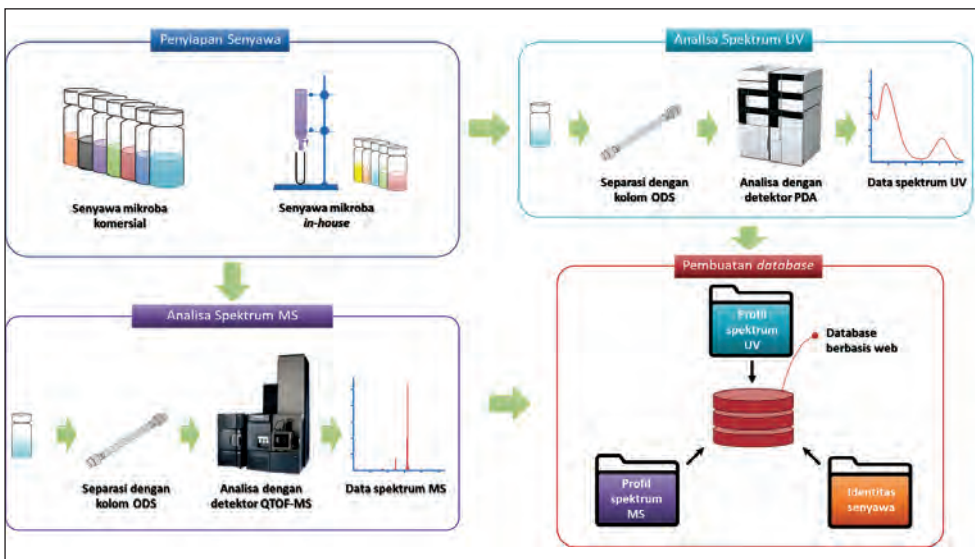 Penyiapan Senyawa
Senyawa mikroba
komersial
Senyawa mikroba
in-house
Analisa Spektrum UV
Separasi dengan
kolom ODS
Analisa dengan
detektor PDA
Data spektrum UV
Analisa Spektrum MS
Separasi dengan
kolom ODS
Analisa dengan
detektor QTOF-MS
Data spektrum MS
Pembuatan database
Profil
spektrum
UV
Database
berbasis web
Profil
spektrum
MS
Identitas
senyawa